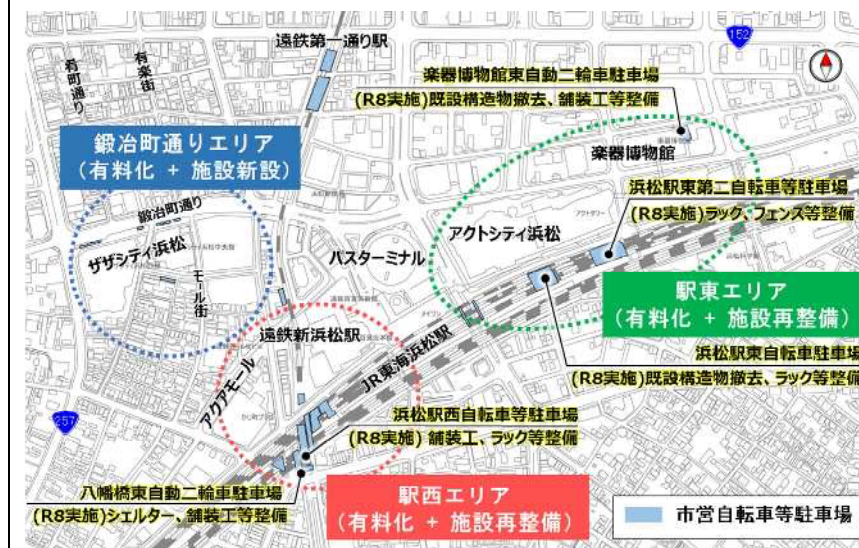 遠鉄第一通り駅
152
有楽街
肴町通り
楽器博物館東自動二輪車駐車場
(R8実施)既設構造物撤去、舗装工等整備
鍛冶町通りエリア
(有料化 + 施設新設)
楽器博物館
浜松駅東第二自転車等駐車場
(R8実施)ラック、フェンス等整備
鍛冶町通り
ザザシティ浜松
モール街
バスターミナル
アクトシティ浜松
アクトタワー
駅東エリア
(有料化 + 施設再整備)
遠鉄新浜松駅
JR東海浜松駅
メイワン
浜松駅東自転車駐車場
(R8実施)既設構造物撤去、ラック等整備
アクアモール
257
浜松駅西自転車等駐車場
(R8実施) 舗装工、ラック等整備
八幡橋東自動二輪車駐車場
(R8実施)シェルター、舗装工等整備
駅西エリア
(有料化 + 施設再整備)
市営自転車等駐車場